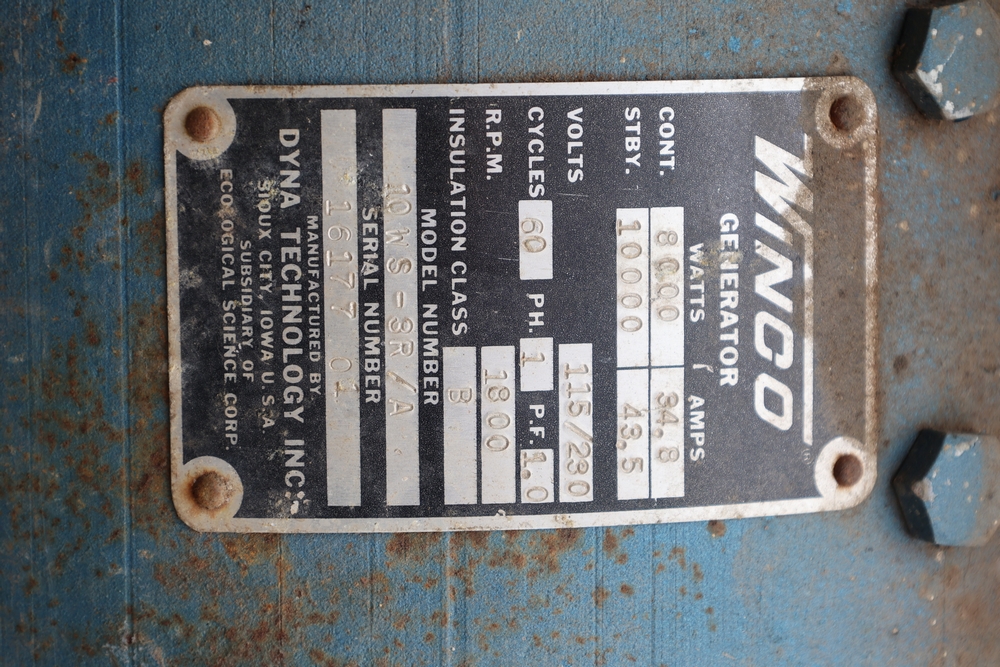 WINCO
GENERATOR
WATTS AMPS
CONT. 8000 34.8
STBY. 10000 43.5
VOLTS 115/230
CYCLES 60 PH. 1 P.F. 1.0
R.P.M. 1800
INSULATION CLASS B
MODEL NUMBER
10WS-8R/A
SERIAL NUMBER
16177 01
MANUFACTURED BY
DYNA TECHNOLOGY, INC.
SIOUX CITY, IOWA U.S.A
SUBSIDIARY OF
ECOLOGICAL SCIENCE CORP.